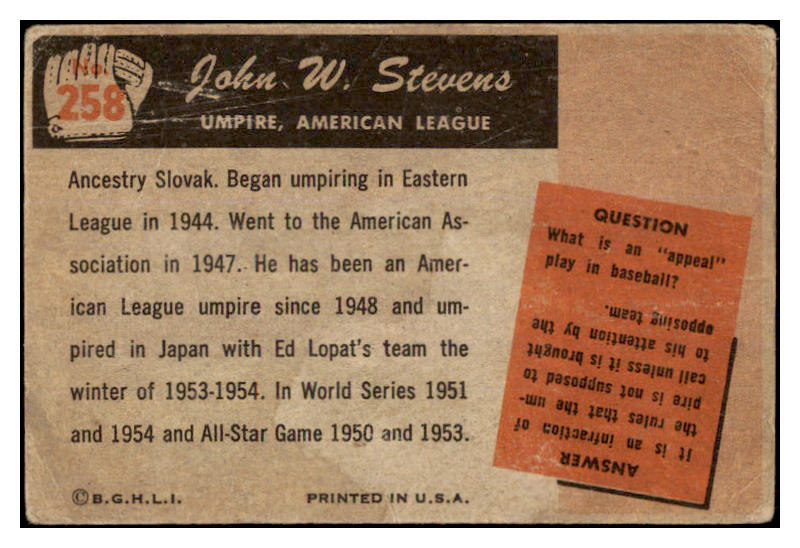 No.
258
John W. Stevens
UMPIRE, AMERICAN LEAGUE
Ancestry Slovak. Began umpiring in Eastern
League in 1944. Went to the American As-
sociation in 1947. He has been an Amer-
ican League umpire since 1948 and um-
pired in Japan with Ed Lopat's team the
winter of 1953-1954. In World Series 1951
and 1954 and All-Star Game 1950 and 1953.
©B.G.H.L.I.
PRINTED IN U.S.A.
QUESTION
What is an "appeal"
play in baseball?
ANSWER
It is an infraction of
the rules that the um-
pire is not supposed to
call unless it is brought
to his attention by the
opposing team.